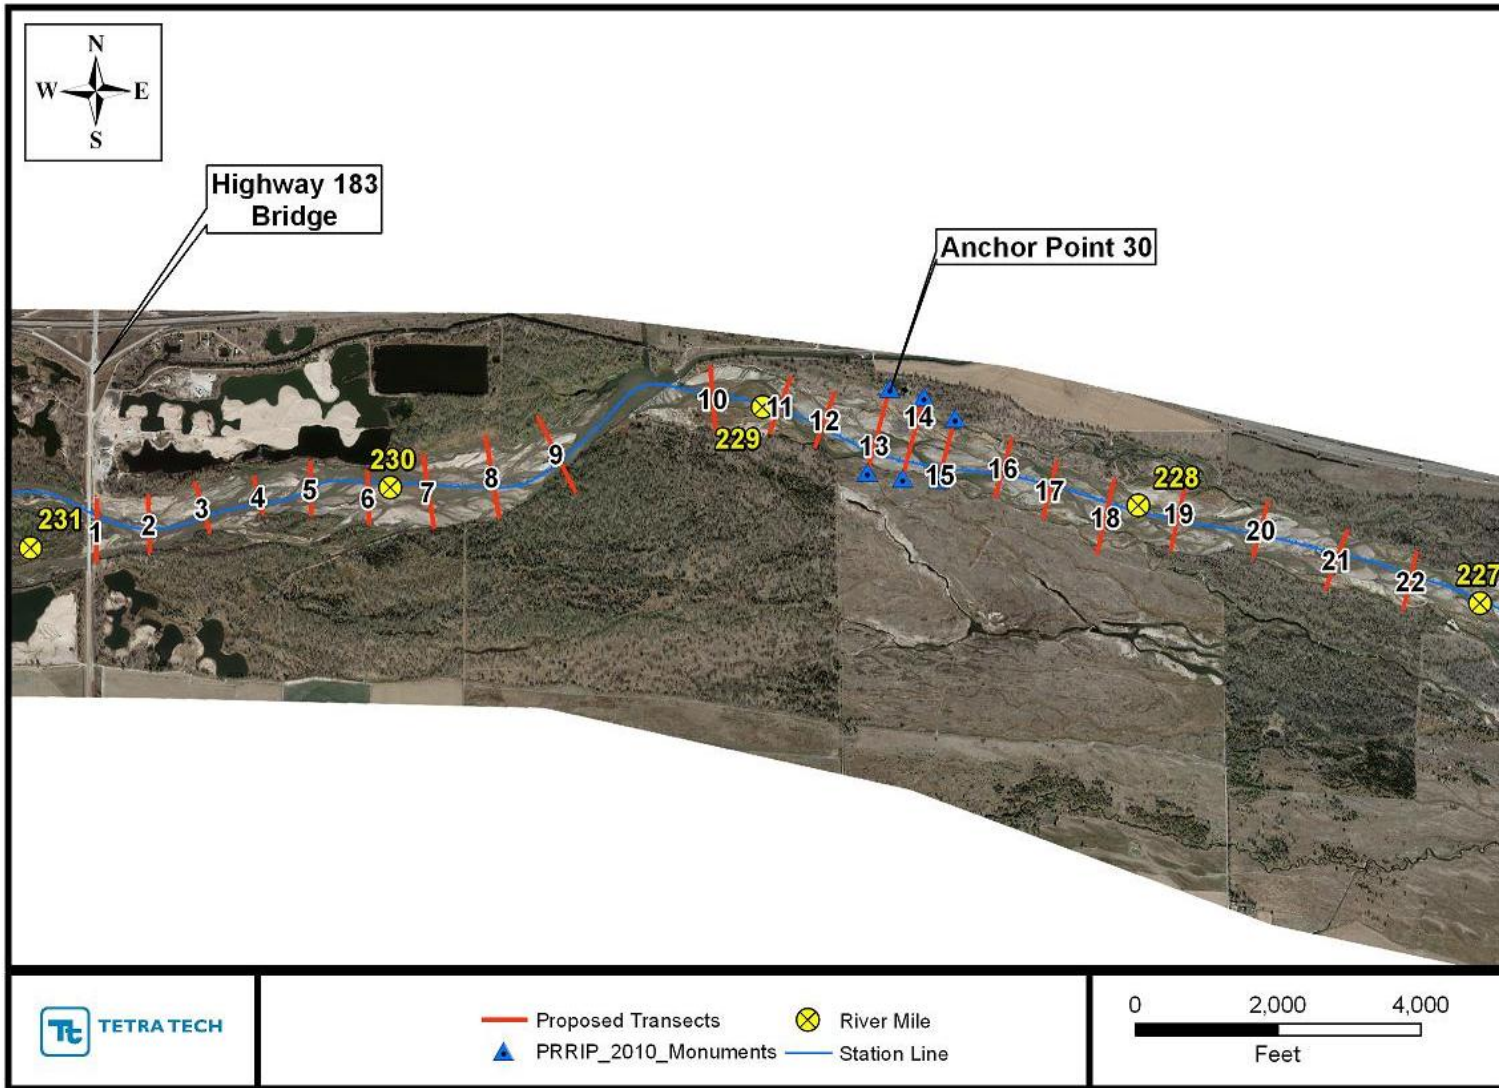 N
W E
S
Highway 183
Bridge
Anchor Point 30
231
1
2
3
4
5
230
6
7
8
9
10
229
11
12
13
14
15
16
17
228
18
19
20
21
22
227
Tt TETRA TECH
Proposed Transects
River Mile
PRRIP_2010_Monuments
Station Line
0 2,000 4,000
Feet